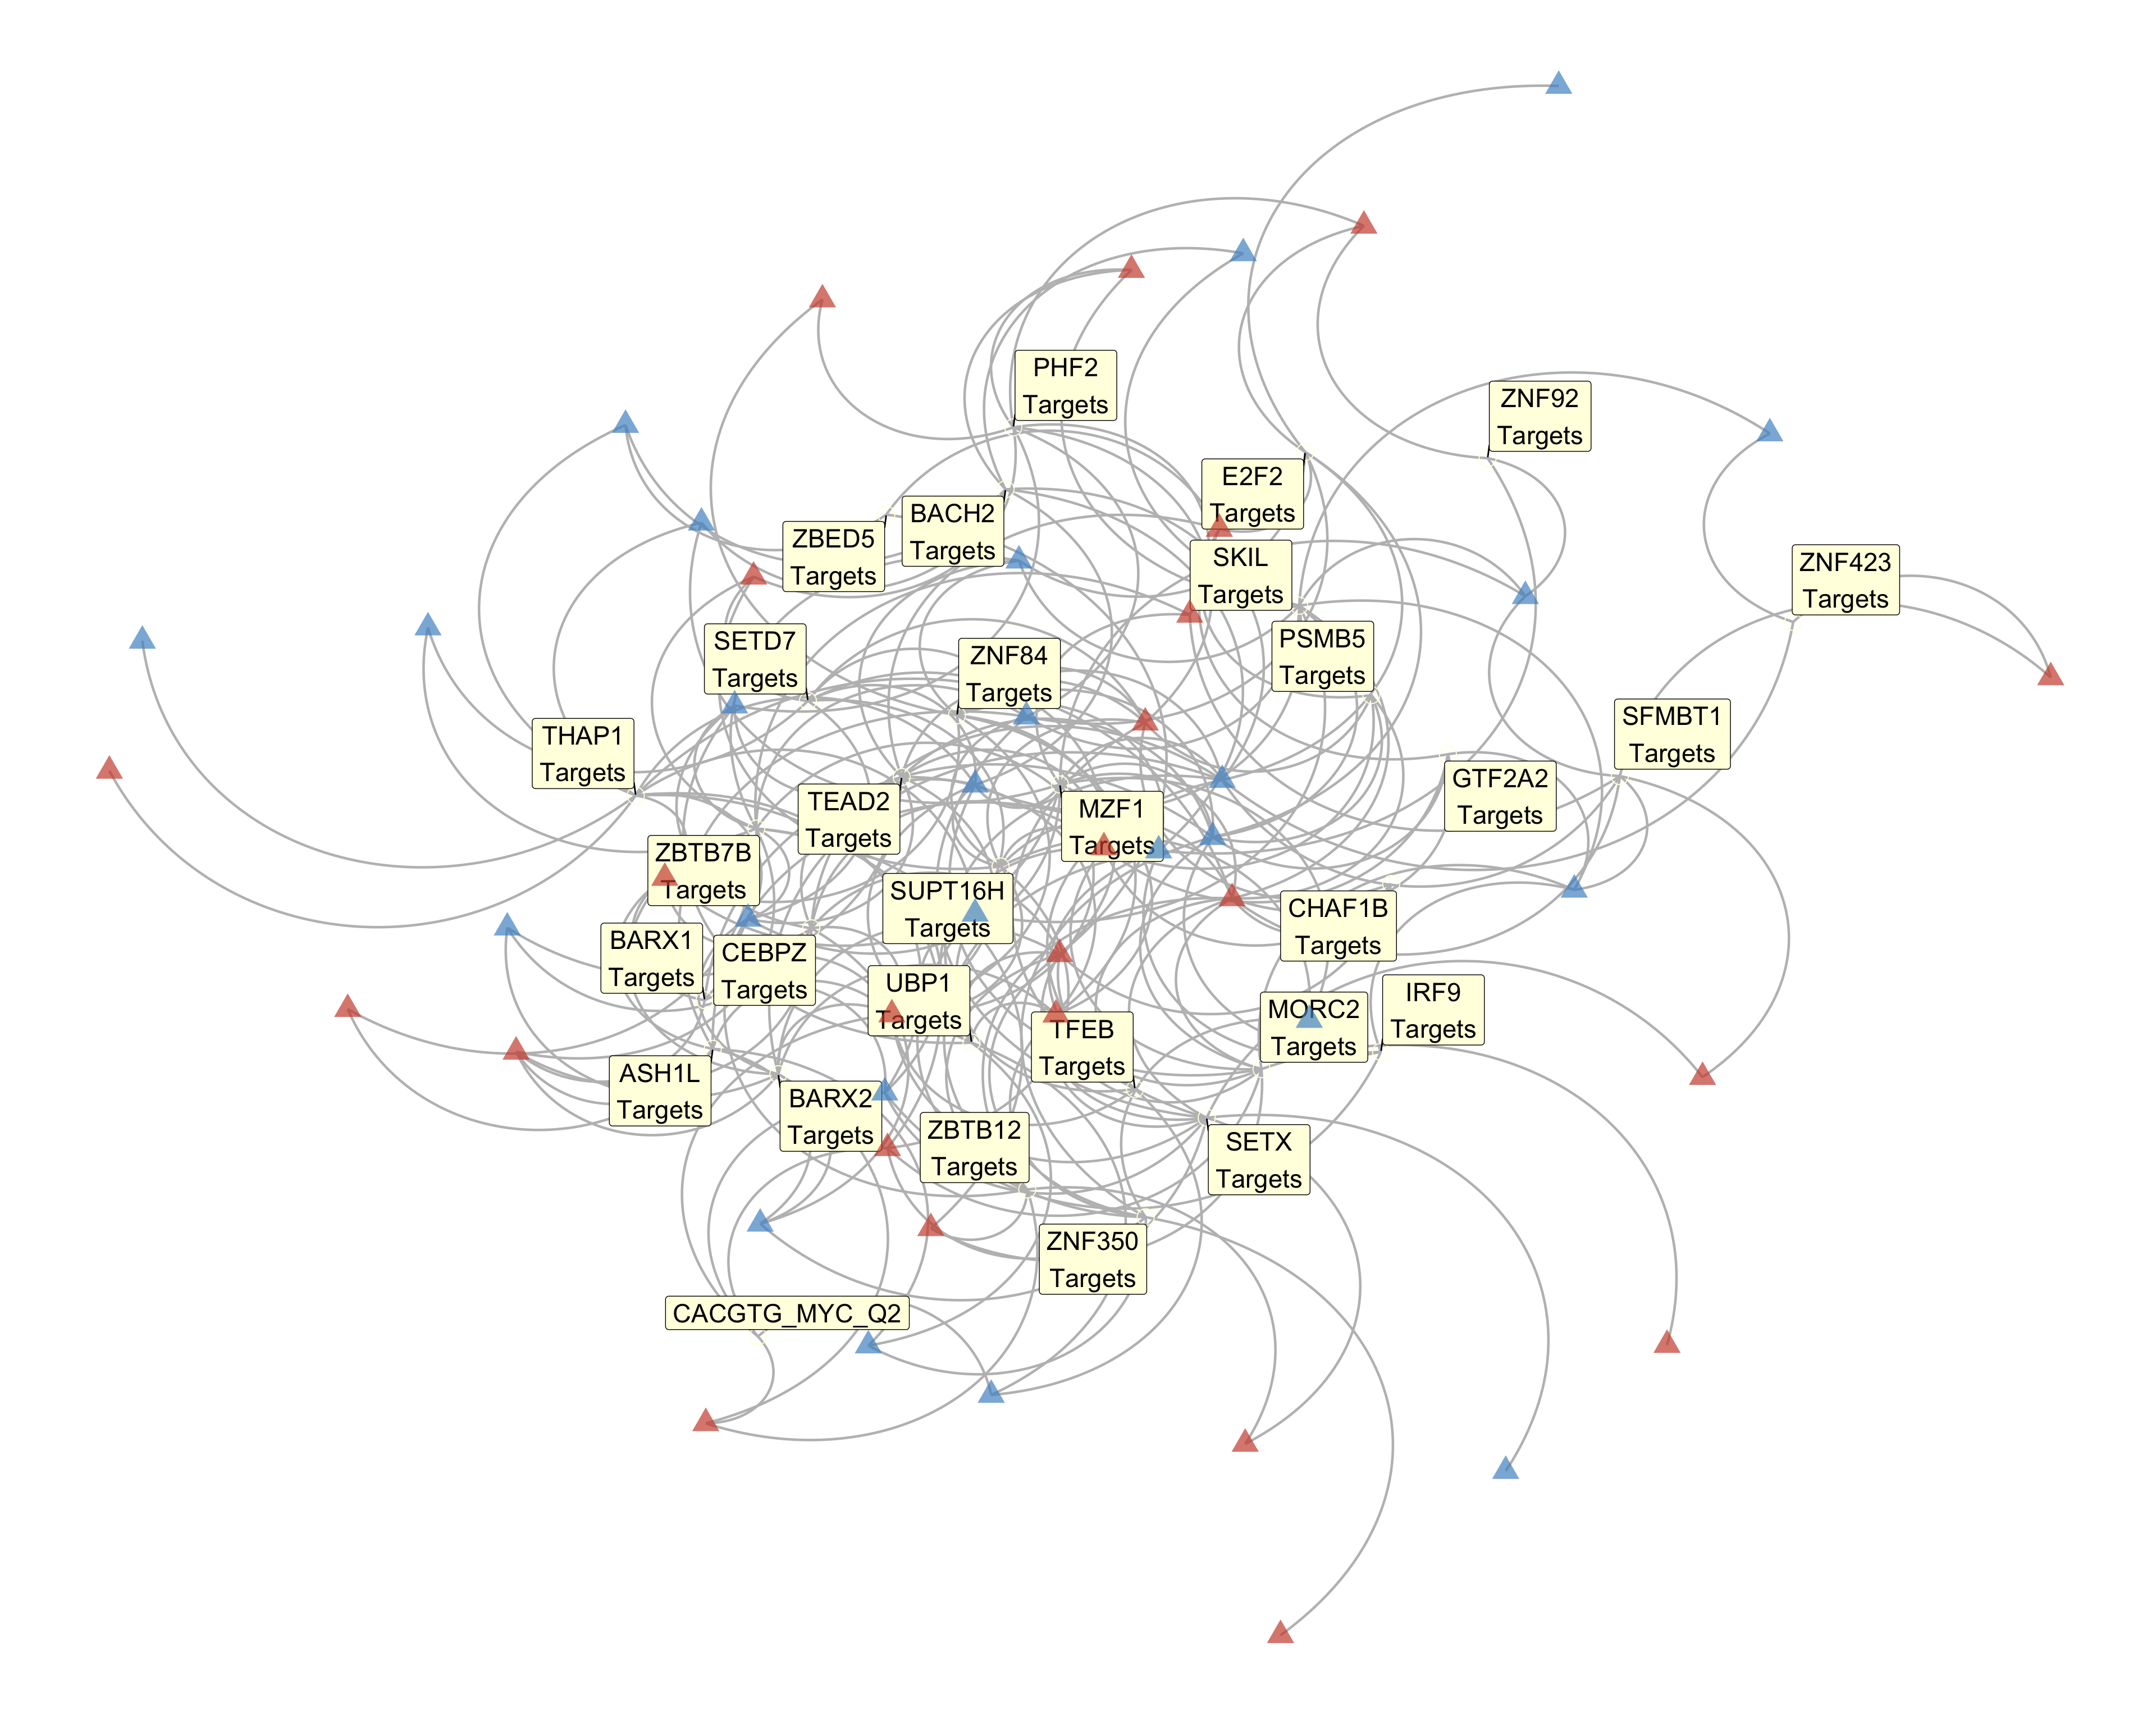 PHF2
Targets
ZNF92
Targets
E2F2
Targets
BACH2
Targets
ZBED5
Targets
SKIL
Targets
ZNF423
Targets
SETD7
Targets
ZNF84
Targets
PSMB5
Targets
SFMBT1
Targets
THAP1
Targets
GTF2A2
Targets
TEAD2
Targets
MZF1
Targets
ZBTB7B
Targets
SUPT16H
Targets
CHAF1B
Targets
BARX1
Targets
CEBPZ
Targets
UBP1
Targets
IRF9
Targets
MORC2
Targets
TFEB
Targets
ASH1L
Targets
BARX2
Targets
ZBTB12
Targets
SETX
Targets
ZNF350
Targets
CACGTG_MYC_Q2